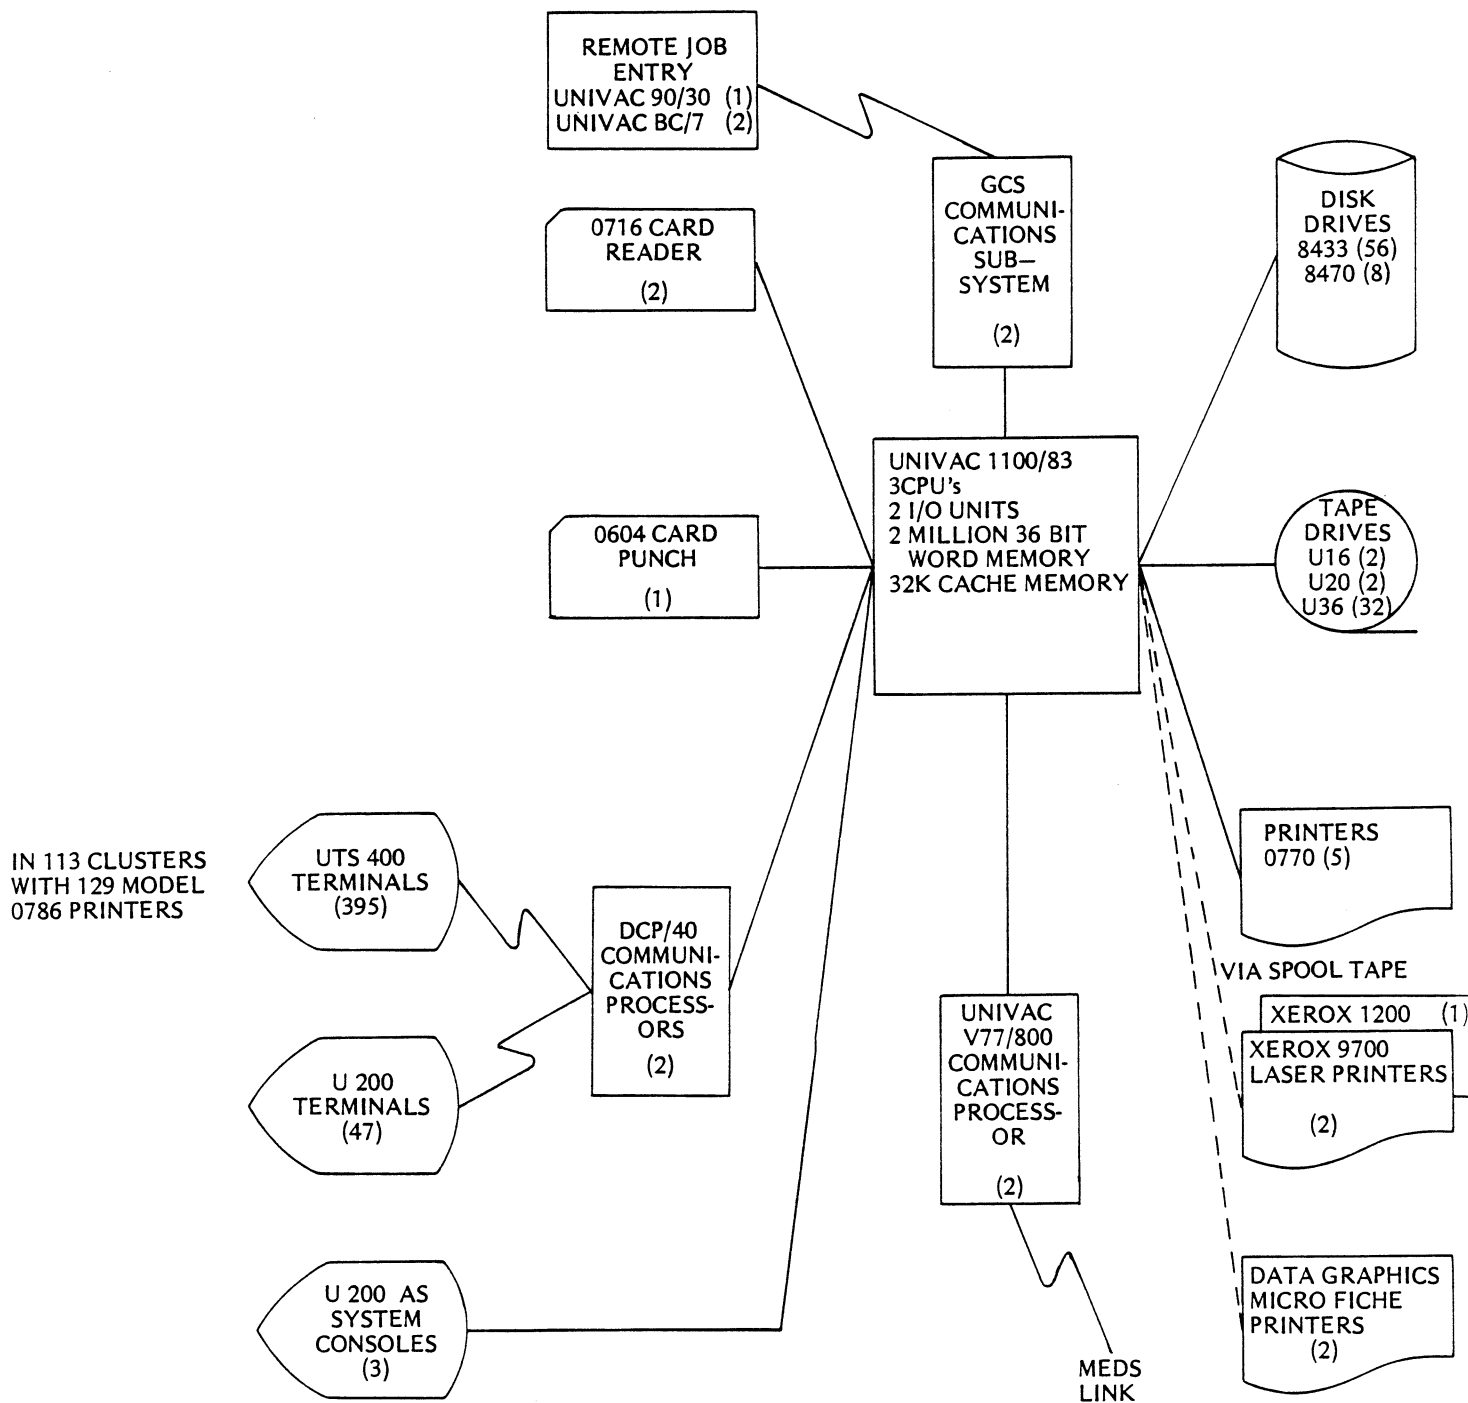 REMOTE JOB
ENTRY
UNIVAC 90/30 (1)
UNIVAC BC/7 (2)
0716 CARD
READER
(2)
GCS
COMMUNI-
CATIONS
SUB—
SYSTEM
(2)
DISK
DRIVES
8433 (56)
8470 (8)
UNIVAC 1100/83
3CPU's
2 I/O UNITS
2 MILLION 36 BIT
WORD MEMORY
32K CACHE MEMORY
0604 CARD
PUNCH
(1)
TAPE
DRIVES
U16 (2)
U20 (2)
U36 (32)
IN 113 CLUSTERS
WITH 129 MODEL
0786 PRINTERS
UTS 400
TERMINALS
(395)
DCP/40
COMMUNI-
CATIONS
PROCESS-
ORS
(2)
U 200
TERMINALS
(47)
U 200 AS
SYSTEM
CONSOLES
(3)
UNIVAC
V77/800
COMMUNI-
CATIONS
PROCESS-
OR
(2)
MEDS
LINK
PRINTERS
0770 (5)
VIA SPOOL TAPE
XEROX 1200 (1)
XEROX 9700
LASER PRINTERS
(2)
DATA GRAPHICS
MICRO FICHE
PRINTERS
(2)